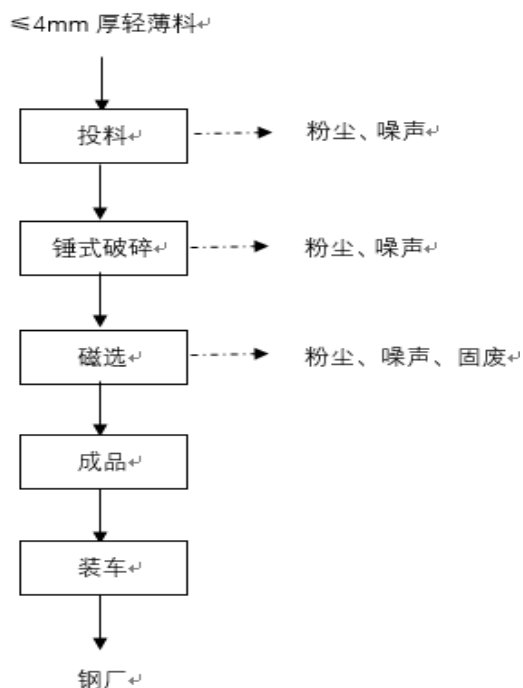 ≤4mm 厚轻薄料
投料
粉尘、噪声
锤式破碎
粉尘、噪声
磁选
粉尘、噪声、固废
成品
装车
钢厂